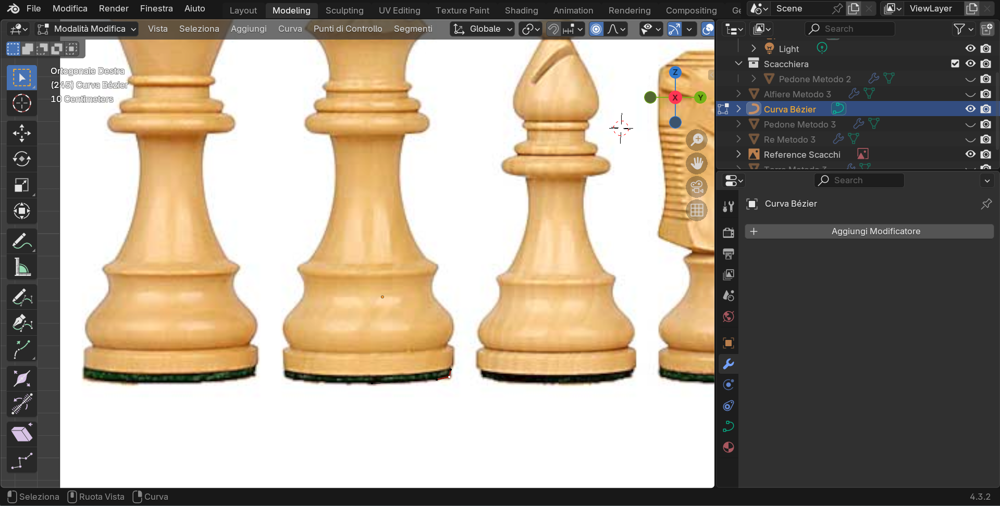 File Modifica Render Finestra Aiuto Layout Modeling Sculpting UV Editing Texture Paint Shading Animation Rendering Compositing Ge Scene ViewLayer
Modalità Modifica Vista Seleziona Aggiungi Curva Punti di Controllo Segmenti Globale Search
Ortogonale Destra
(245) Curva Bézier
10 Centimeters
Z
X
Y
Light
Scacchiera
Pedone Metodo 2
Alfiere Metodo 3
Curva Bézier
Pedone Metodo 3
Re Metodo 3
Reference Scacchi
Torre Metodo 3
Search
Curva Bézier
Aggiungi Modificatore
Seleziona Ruota Vista Curva 4.3.2